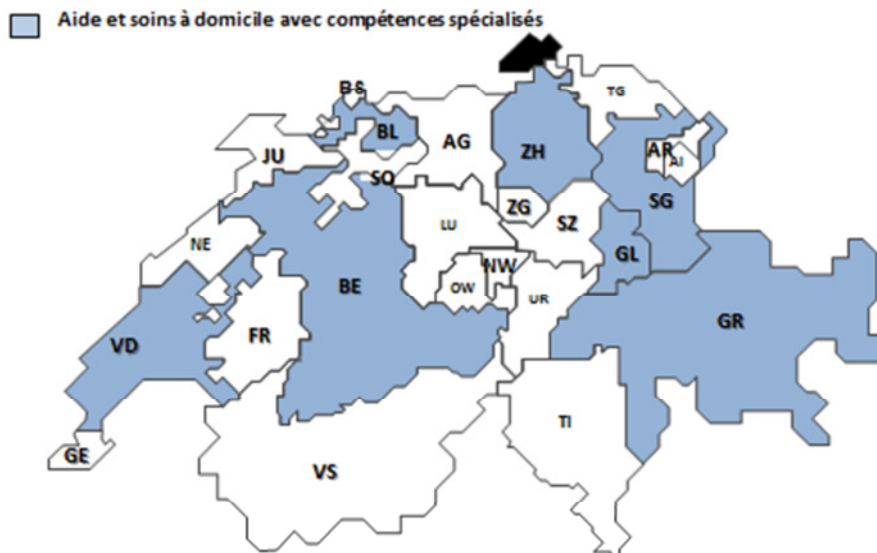 Aide et soins à domicile avec compétences spécialisés
BS
TG
BL
AG
ZH
AR
AI
JU
SO
ZG
SG
LU
SZ
NE
GL
NW
OW
UR
BE
GR
VD
FR
TI
GE
VS